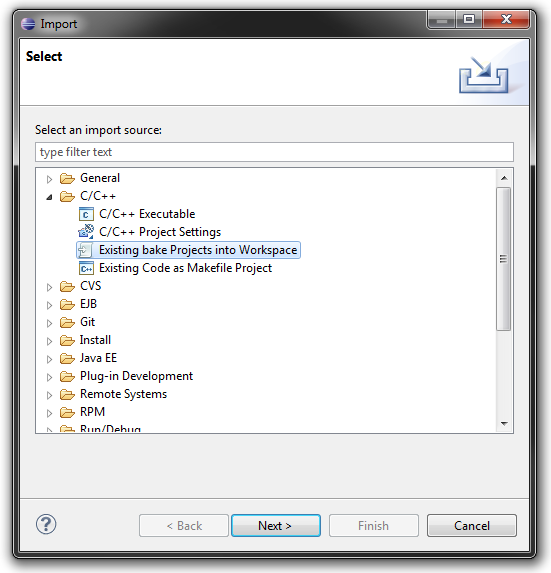 Import
Select
Select an import source:
type filter text
General
C/C++
C/C++ Executable
C/C++ Project Settings
Existing bake Projects into Workspace
Existing Code as Makefile Project
CVS
EJB
Git
Install
Java EE
Plug-in Development
Remote Systems
RPM
Run/Debug
< Back
Next >
Finish
Cancel